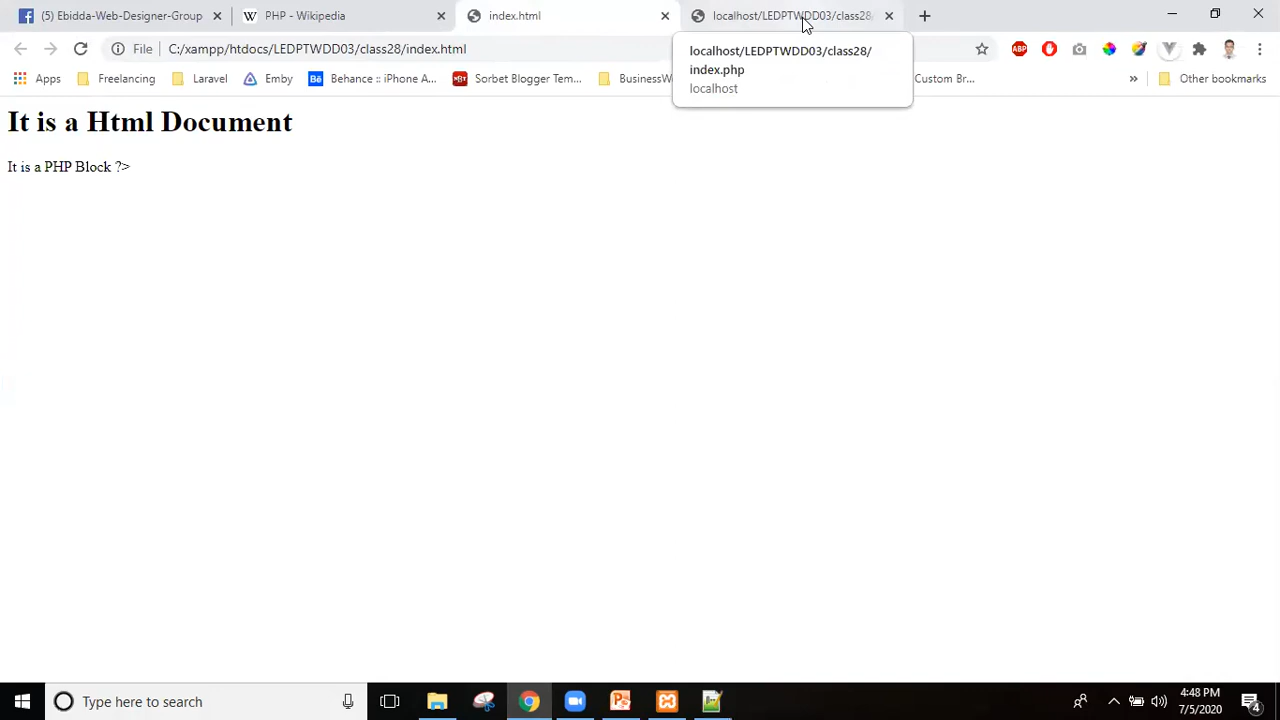 (5) Ebidda-Web-Designer-Group
PHP - Wikipedia
index.html
localhost/LEDPTWDD03/class28/
File
C:/xampp/htdocs/LEDPTWDD03/class28/index.html
localhost/LEDPTWDD03/class28/
index.php
localhost
Apps
Freelancing
Laravel
Emby
Behance :: iPhone A...
Sorbet Blogger Tem...
BusinessW
Custom Br...
»
Other bookmarks
It is a Html Document
It is a PHP Block ?>
Type here to search
4:48 PM
7/5/2020
4